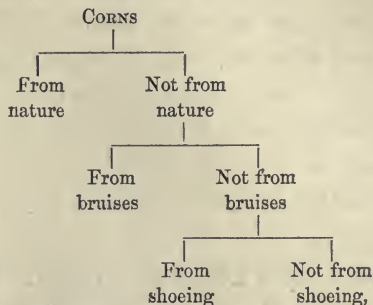 CORNS
From Not from
nature nature
From Not from
bruises bruises
From Not from
shoeing shoeing,